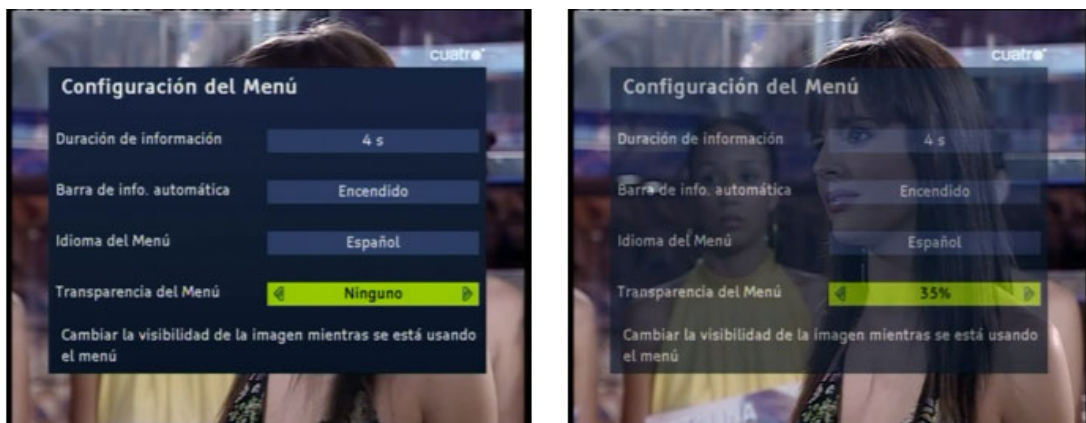 cuatro
Configuración del Menú
Duración de información 4 s
Barra de info. automática Encendido
Idioma del Menú Español
Transparencia del Menú Ninguno
Cambiar la visibilidad de la imagen mientras se está usando
el menú
cuatro
Configuración del Menú
Duración de información 4 s
Barra de info. automática Encendido
Idioma del Menú Español
Transparencia del Menú 35%
Cambiar la visibilidad de la imagen mientras se está usando
el menú